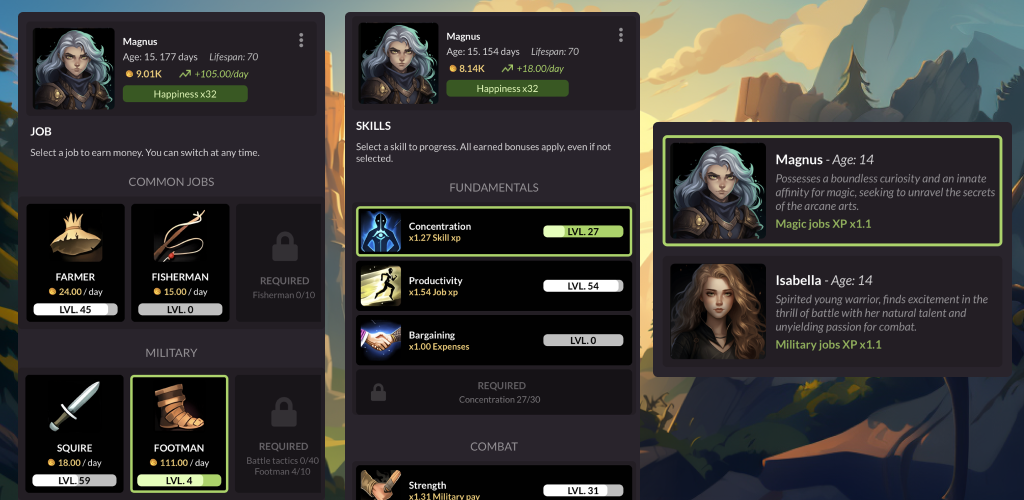 Magnus
Age: 15. 177 days Lifespan: 70
9.01K +105.00/day
Happiness x32
JOB
Select a job to earn money. You can switch at any time.
COMMON JOBS
FARMER
24.00 / day
LVL. 45
FISHERMAN
15.00 / day
LVL. 0
REQUIRED
Fisherman 0/10
MILITARY
SQUIRE
18.00 / day
LVL. 59
FOOTMAN
111.00 / day
LVL. 4
REQUIRED
Battle tactics 0/40
Footman 4/10
Magnus
Age: 15. 154 days Lifespan: 70
8.14K +18.00/day
Happiness x32
SKILLS
Select a skill to progress. All earned bonuses apply, even if not
selected.
FUNDAMENTALS
Concentration
x1.27 Skill xp
LVL. 27
Productivity
x1.54 Job xp
LVL. 54
Bargaining
x1.00 Expenses
LVL. 0
REQUIRED
Concentration 27/30
COMBAT
Strength
x1.31 Military pay
LVL. 31
Magnus - Age: 14
Possesses a boundless curiosity and an innate
affinity for magic, seeking to unravel the secrets
of the arcane arts.
Magic jobs XP x1.1
Isabella - Age: 14
Spirited young warrior, finds excitement in the
thrill of battle with her natural talent and
unyielding passion for combat.
Military jobs XP x1.1